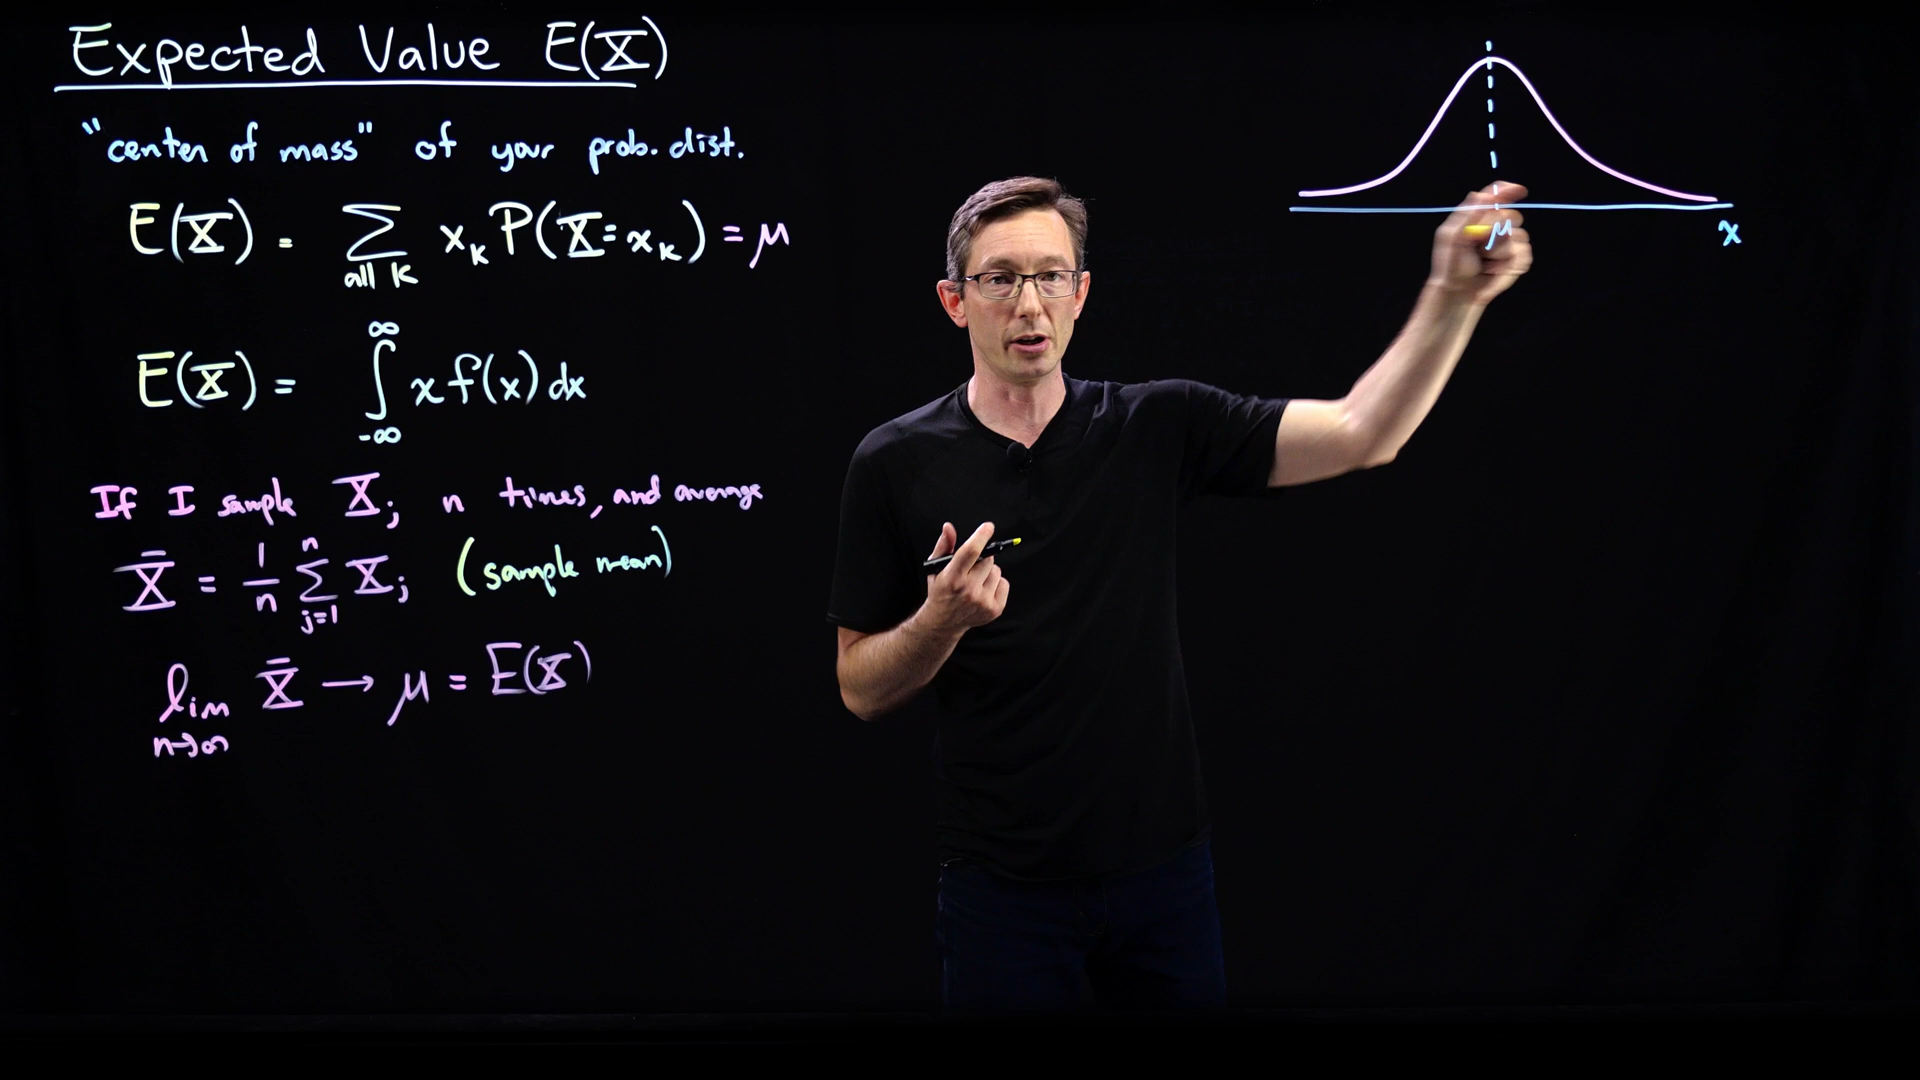 Expected Value E(X)
"center of mass" of your prob. dist.
E(X) = ∑ all k x_k P(X = x_k) = μ
E(X) = ∫_{-∞}^{∞} x f(x) dx
If I sample X_j n times, and average
X̄ = 1/n ∑_{j=1}^{n} X_j (sample mean)
lim n→∞ X̄ → μ = E(X)
μ
x